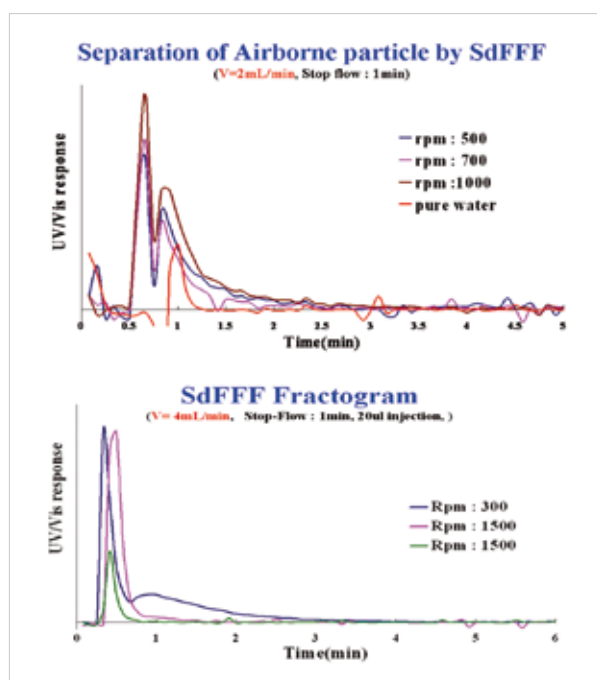 Separation of Airborne particle by SdFFF
(V=2mL/min, Stop flow : 1min)
UV/Vis response
rpm : 500
rpm : 700
rpm :1000
pure water
0 0.5 1 1.5 2 2.5 3 3.5 4 4.5 5
Time(min)
SdFFF Fractogram
(V= 4mL/min, Stop-Flow : 1min, 20ul injection, )
UV/Vis response
Rpm : 300
Rpm : 1500
Rpm : 1500
0 1 2 3 4 5 6
Time(min)